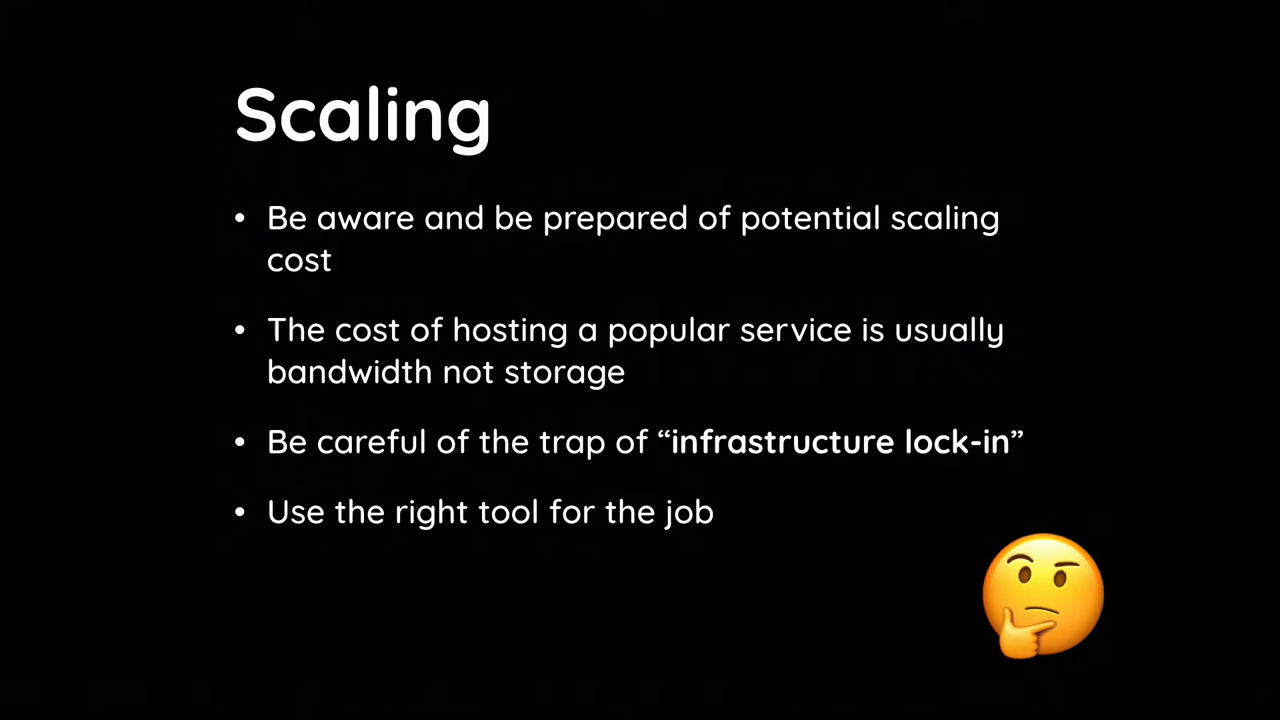 Scaling
• Be aware and be prepared of potential scaling
cost
• The cost of hosting a popular service is usually
bandwidth not storage
• Be careful of the trap of “infrastructure lock-in”
• Use the right tool for the job